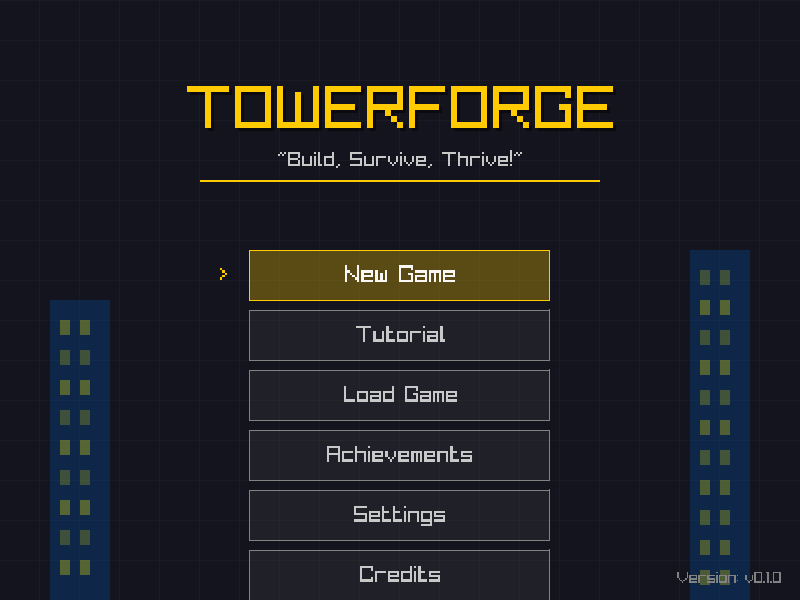 TOWERFORGE
"Build, Survive, Thrive!"
> New Game
Tutorial
Load Game
Achievements
Settings
Credits
Version: v0.1.0